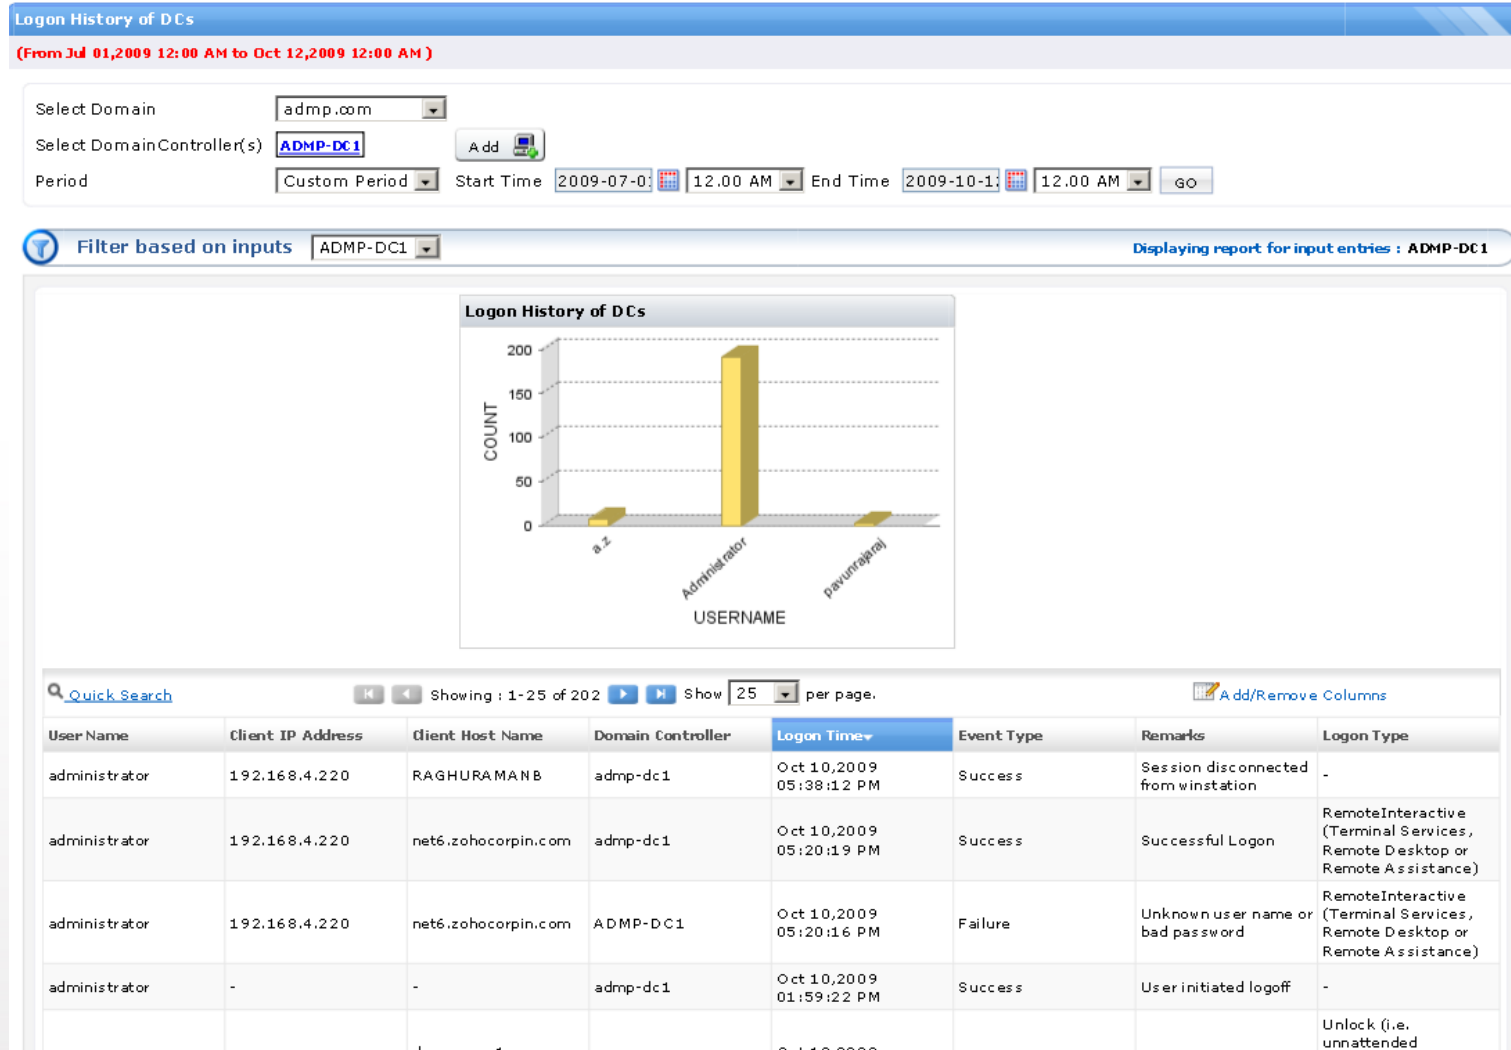 Logon History of DCs
(From Jul 01,2009 12:00 AM to Oct 12,2009 12:00 AM )
Select Domain admp.com
Select DomainController(s) ADMP-DC1 Add
Period Custom Period Start Time 2009-07-0 12.00 AM End Time 2009-10-1 12.00 AM GO
Filter based on inputs ADMP-DC1 Displaying report for input entries : ADMP-DC1
Logon History of DCs
200
150
100
50
0
COUNT
a.z
Administrator
pavunrajaraj
USERNAME
Quick Search Showing : 1-25 of 202 Show 25 per page. Add/Remove Columns
User Name Client IP Address Client Host Name Domain Controller Logon Time Event Type Remarks Logon Type
administrator 192.168.4.220 RAGHURAMANB admp-dc1 Oct 10,2009 Success Session disconnected -
05:38:12 PM from winstation
RemoteInteractive
administrator 192.168.4.220 net6.zohocorpin.com admp-dc1 Oct 10,2009 Success Successful Logon (Terminal Services,
05:20:19 PM Remote Desktop or
Remote Assistance)
RemoteInteractive
administrator 192.168.4.220 net6.zohocorpin.com ADMP-DC1 Oct 10,2009 Failure Unknown user name or (Terminal Services,
05:20:16 PM bad password Remote Desktop or
Remote Assistance)
administrator - - admp-dc1 Oct 10,2009 Success User initiated logoff -
01:59:22 PM
Unlock (i.e.
unnattended